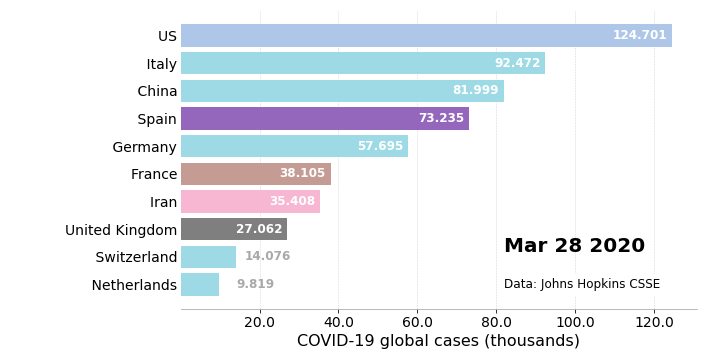 US 124.701
Italy 92.472
China 81.999
Spain 73.235
Germany 57.695
France 38.105
Iran 35.408
United Kingdom 27.062
Switzerland 14.076
Netherlands 9.819
Mar 28 2020
Data: Johns Hopkins CSSE
20.0 40.0 60.0 80.0 100.0 120.0
COVID-19 global cases (thousands)